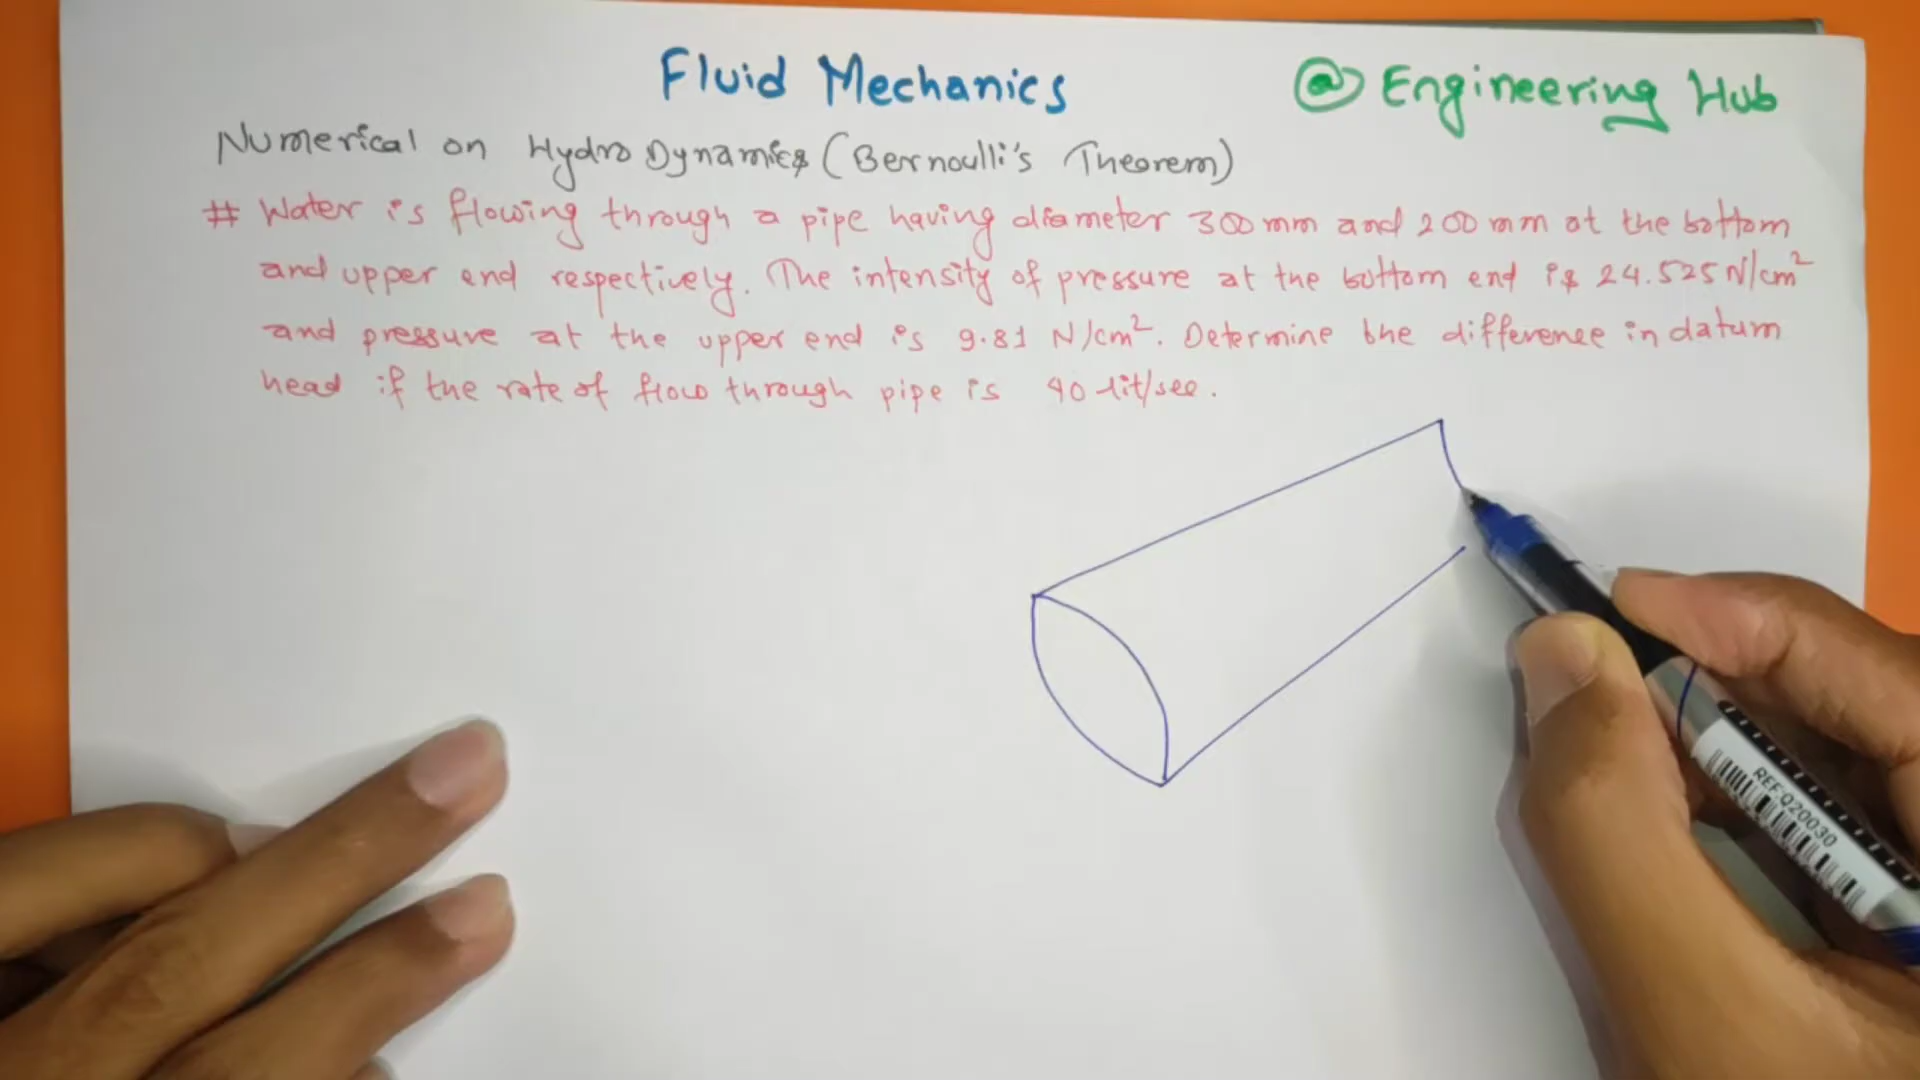 Fluid Mechanics
@ Engineering Hub
Numerical on Hydro Dynamics (Bernoulli's Theorem)
# Water is flowing through a pipe having diameter 300 mm and 200 mm at the bottom
and upper end respectively. The intensity of pressure at the bottom end is 24.525 N/cm²
and pressure at the upper end is 9.81 N/cm². Determine the difference in datum
head if the rate of flow through pipe is 40 lit/sec.
REFQ20030